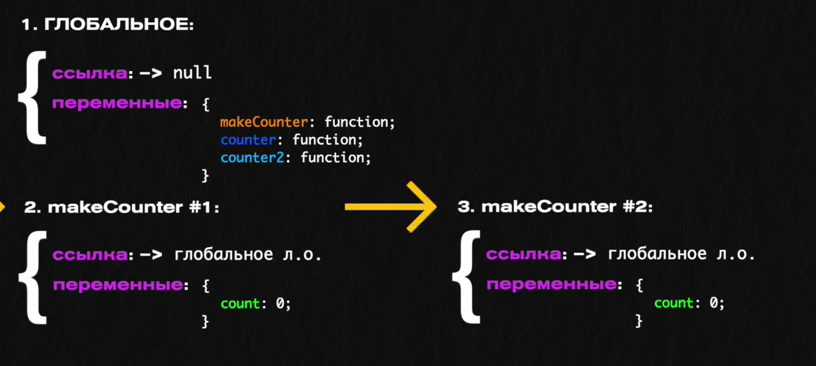 1. ГЛОБАЛЬНОЕ:
{
ссылка: -> null
переменные: {
makeCounter: function;
counter: function;
counter2: function;
}
2. makeCounter #1:
{
ссылка: -> глобальное л.о.
переменные: {
count: 0;
}
3. makeCounter #2:
{
ссылка: -> глобальное л.о.
переменные: {
count: 0;
}